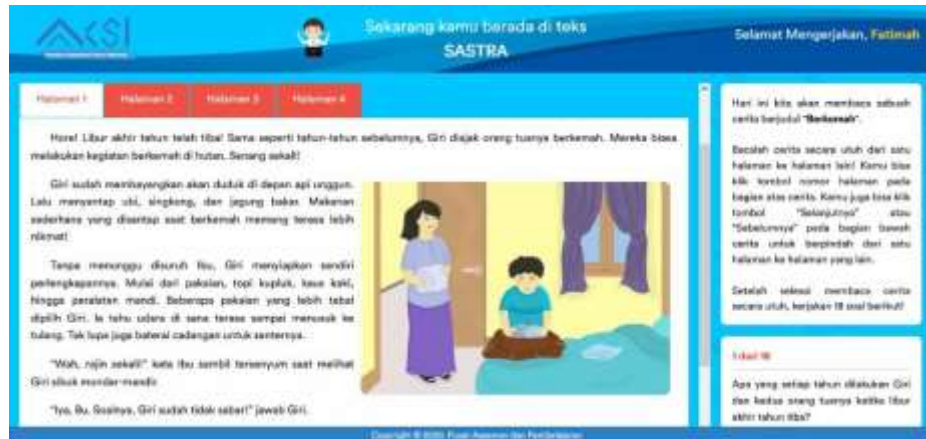 AKSI
Sekarang kamu berada di teks
SASTRA
Selamat Mengerjakan, Fatimah
Halaman 1
Halaman 2
Halaman 3
Halaman 4
Hore! Libur akhir tahun telah tiba! Sama seperti tahun-tahun sebelumnya, Giri diajak orang tuanya berkemah. Mereka biasa
melakukan kegiatan berkemah di hutan. Senang sekali!
Giri sudah membayangkan akan duduk di depan api unggun.
Lalu menyantap ubi, singkong, dan jagung bakar. Makanan
sederhana yang disantap saat berkemah memang terasa lebih
nikmat!
Tanpa menunggu disuruh Ibu, Giri menyiapkan sendiri
perlengkapannya. Mulai dari pakaian, topi kupluk, kaus kaki,
hingga peralatan mandi. Beberapa pakaian yang lebih tebal
dipilih Giri. Ia tahu udara di sana terasa sampai menusuk ke
tulang. Tak lupa juga baterai cadangan untuk senternya.
"Wah, rajin sekali!" kata Ibu sambil tersenyum saat melihat
Giri sibuk mondar-mandir.
"Iya, Bu. Soalnya, Giri sudah tidak sabar!" jawab Giri.
Hari ini kita akan membaca sebuah
cerita berjudul "Berkemah".
Bacalah cerita secara utuh dari satu
halaman ke halaman lain! Kamu bisa
klik tombol nomor halaman pada
bagian atas cerita. Kamu juga bisa klik
tombol "Selanjutnya" atau
"Sebelumnya" pada bagian bawah
cerita untuk berpindah dari satu
halaman ke halaman yang lain.
Setelah selesai membaca cerita
secara utuh, kerjakan 18 soal berikut!
1 dari 18
Apa yang setiap tahun dilakukan Giri
dan kedua orang tuanya ketika libur
akhir tahun tiba?
Copyright © 2020 Pusat Asesmen dan Pembelajaran